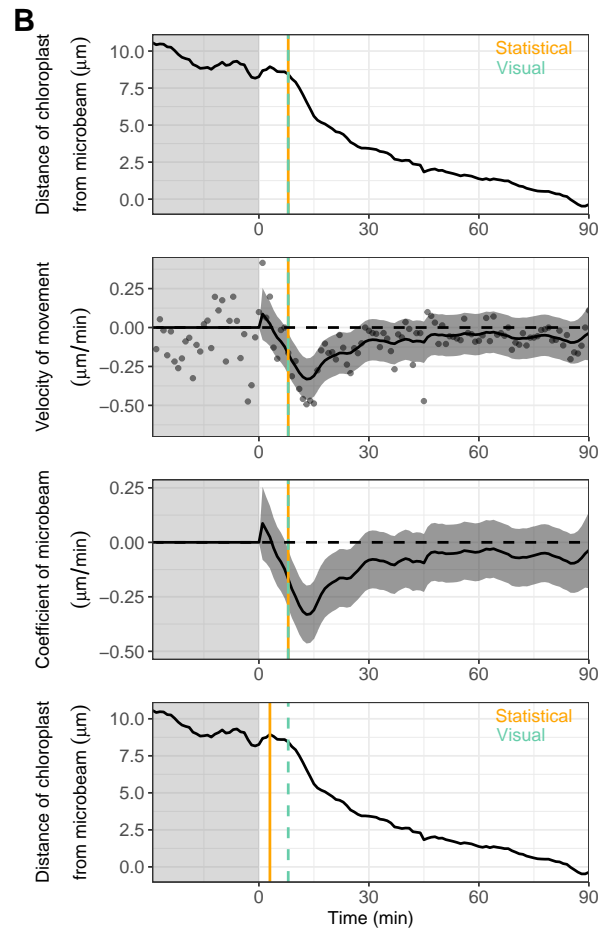 B
Distance of chloroplast
from microbeam (μm)
10.0
7.5
5.0
2.5
0.0
Statistical
Visual
0
30
60
90
Velocity of movement
(μm/min)
0.25
0.00
−0.25
−0.50
0
30
60
90
Coefficient of microbeam
(μm/min)
0.25
0.00
−0.25
−0.50
0
30
60
90
Distance of chloroplast
from microbeam (μm)
10.0
7.5
5.0
2.5
0.0
Statistical
Visual
0
30
60
90
Time (min)